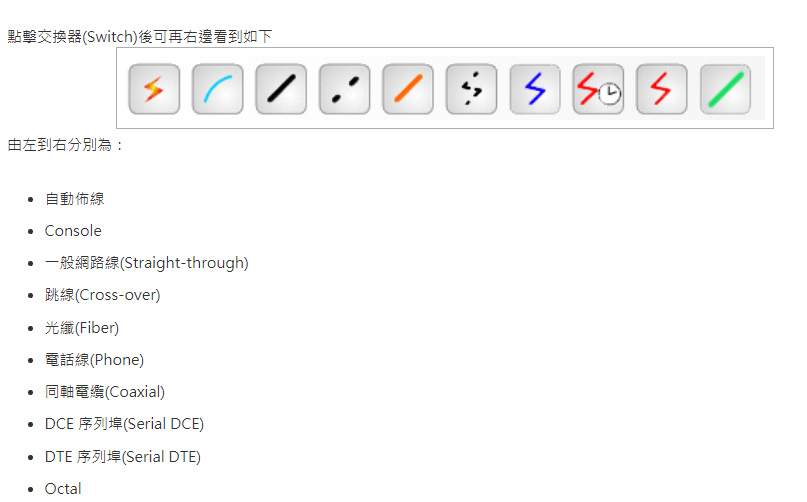 點擊交換器(Switch)後可再右邊看到如下
由左到右分別為：
自動佈線
Console
一般網路線(Straight-through)
跳線(Cross-over)
光纖(Fiber)
電話線(Phone)
同軸電纜(Coaxial)
DCE 序列埠(Serial DCE)
DTE 序列埠(Serial DTE)
Octal